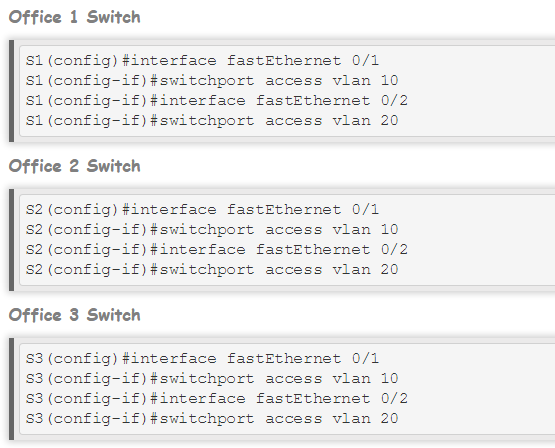 Office 1 Switch
S1(config)#interface fastEthernet 0/1
S1(config-if)#switchport access vlan 10
S1(config-if)#interface fastEthernet 0/2
S1(config-if)#switchport access vlan 20
Office 2 Switch
S2(config)#interface fastEthernet 0/1
S2(config-if)#switchport access vlan 10
S2(config-if)#interface fastEthernet 0/2
S2(config-if)#switchport access vlan 20
Office 3 Switch
S3(config)#interface fastEthernet 0/1
S3(config-if)#switchport access vlan 10
S3(config-if)#interface fastEthernet 0/2
S3(config-if)#switchport access vlan 20